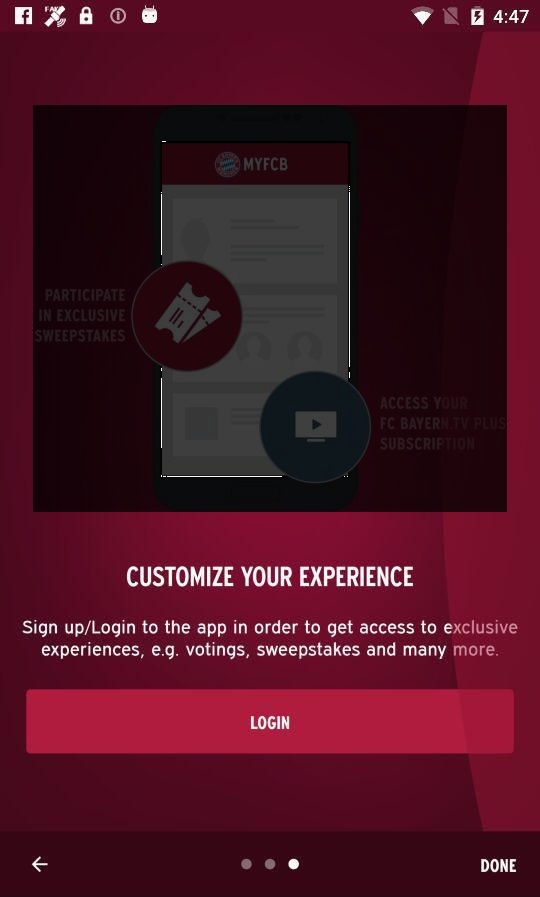 4:47
MYFCB
PARTICIPATE
IN EXCLUSIVE
SWEEPSTAKES
ACCESS YOUR
FC BAYERN.TV PLUS
SUBSCRIPTION
CUSTOMIZE YOUR EXPERIENCE
Sign up/Login to the app in order to get access to exclusive
experiences, e.g. votings, sweepstakes and many more.
LOGIN
DONE